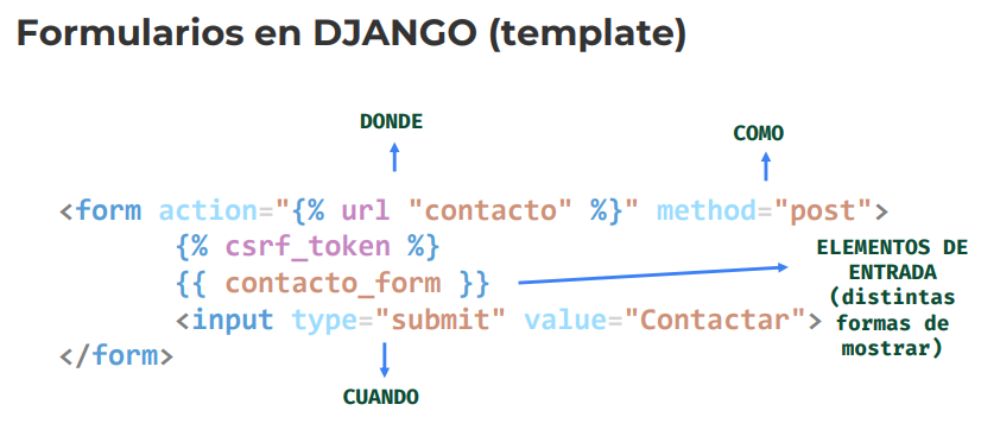 Formularios en DJANGO (template)
DONDE
COMO
<form action="{% url "contacto" %}" method="post">
{% csrf_token %}
{{ contacto_form }}
<input type="submit" value="Contactar">
</form>
ELEMENTOS DE
ENTRADA
(distintas
formas de
mostrar)
CUANDO